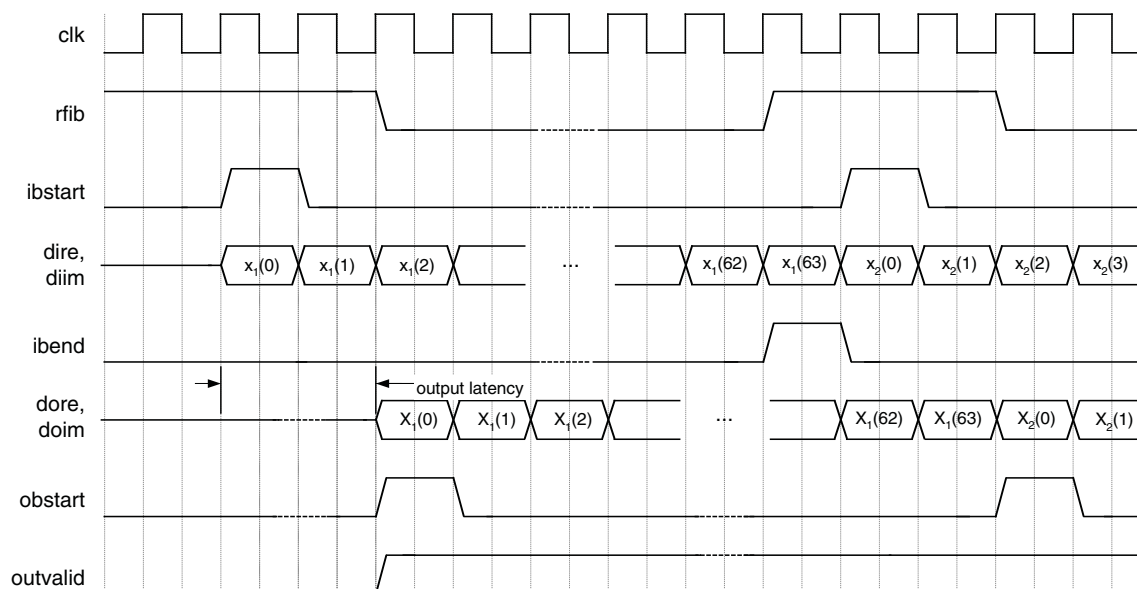 clk
rfib
ibstart
dire,
diim
x₁(0) x₁(1) x₁(2) ... x₁(62) x₁(63) x₂(0) x₂(1) x₂(2) x₂(3)
ibend
output latency
dore,
doim
X₁(0) X₁(1) X₁(2) ... X₁(62) X₁(63) X₂(0) X₂(1)
obstart
outvalid